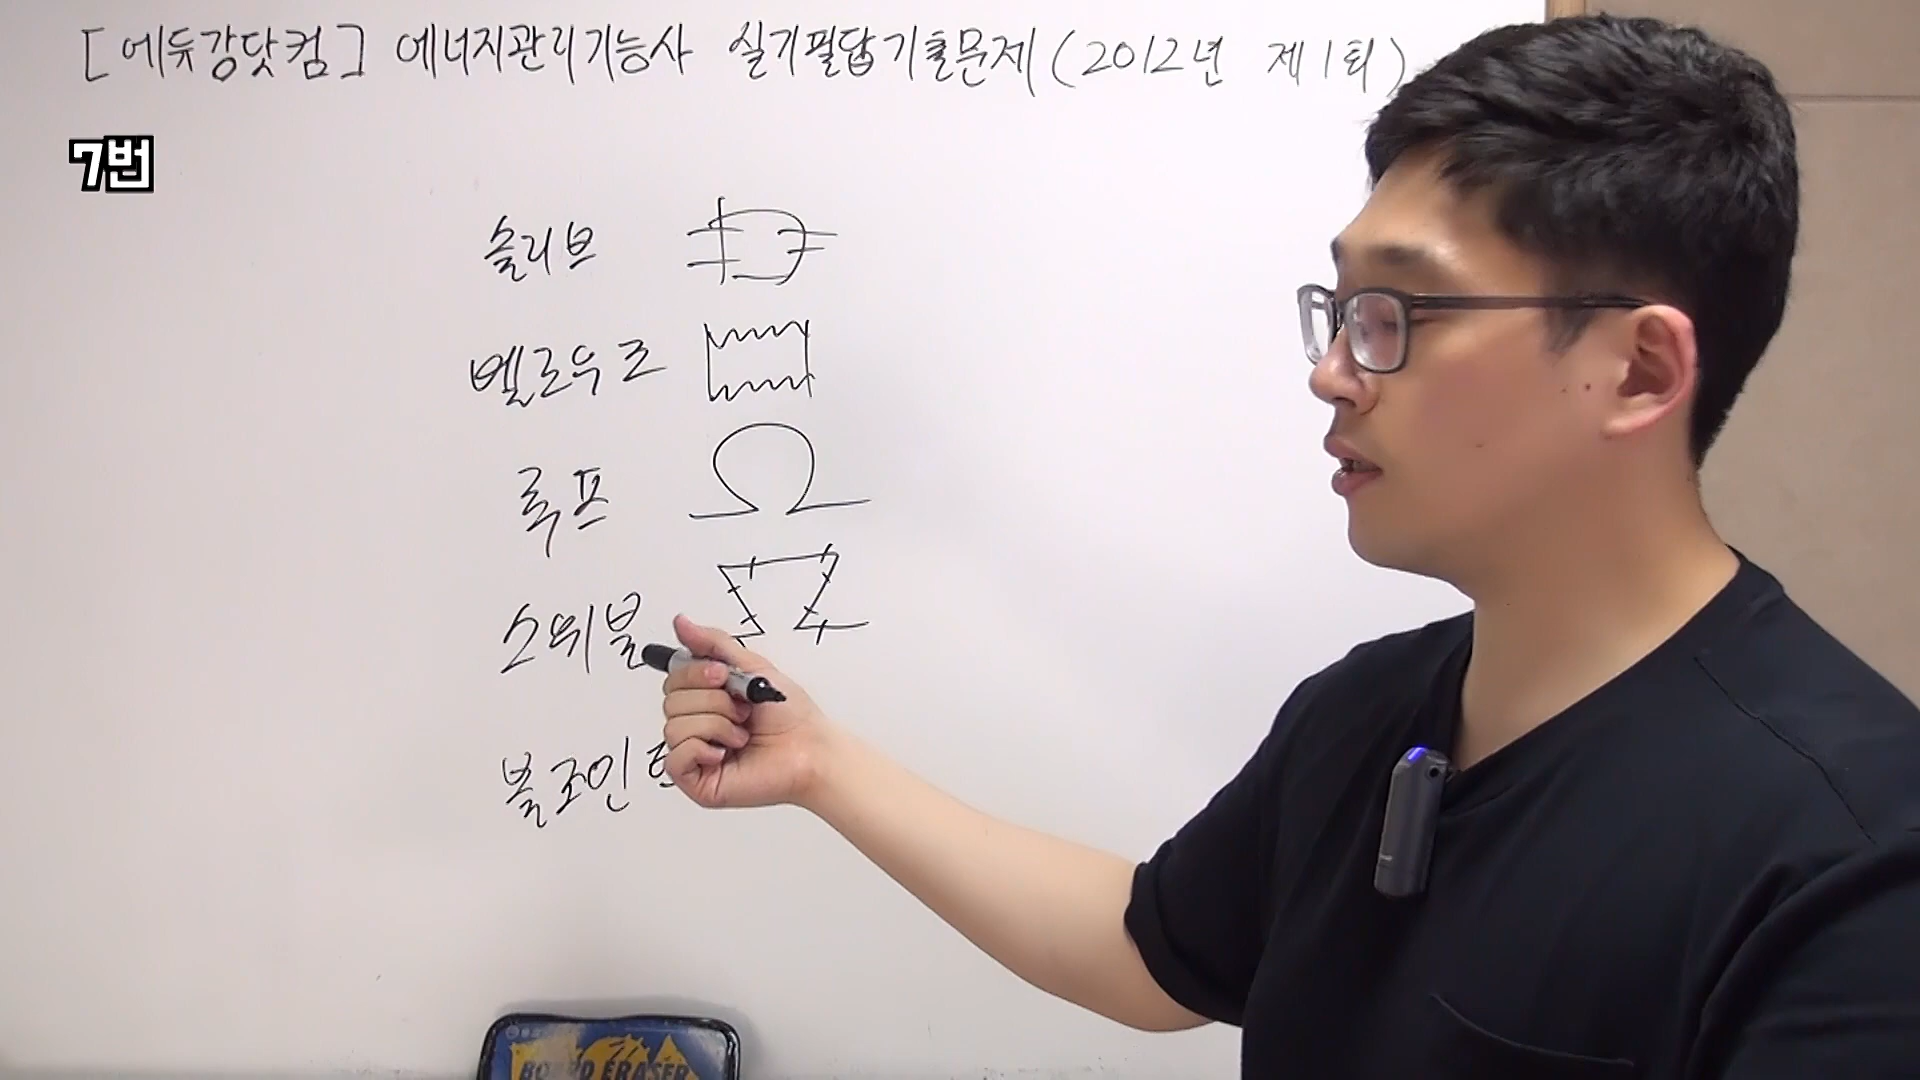 [에듀강닷컴] 에너지관리기능사 실기필답기출문제(2012년 제1회)
7번
슬리브
벨로우즈
루프
스위블
볼조인트
BOARD ERASER